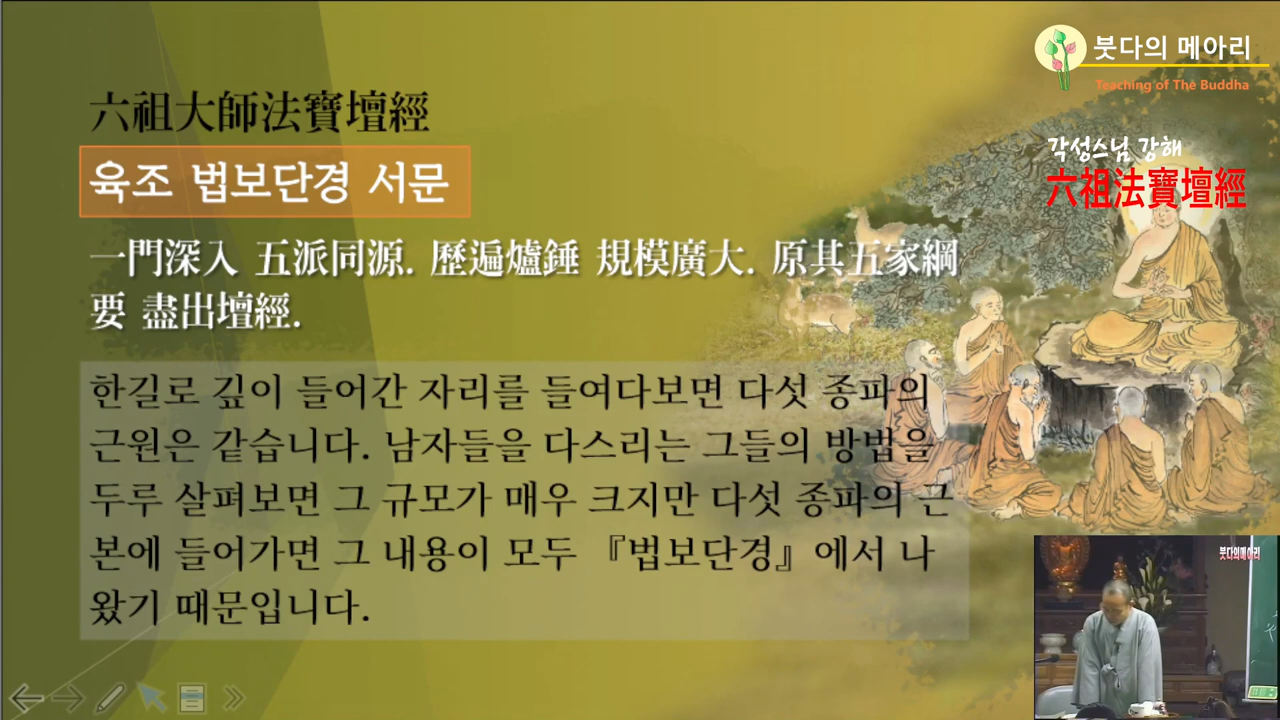 붓다의 메아리
Teaching of The Buddha
각성스님 강해
六祖法寶壇經
六祖大師法寶壇經
육조 법보단경 서문
一門深入 五派同源. 歷遍爐錘 規模廣大. 原其五家綱
要 盡出壇經.
한길로 깊이 들어간 자리를 들여다보면 다섯 종파의
근원은 같습니다. 남자들을 다스리는 그들의 방법을
두루 살펴보면 그 규모가 매우 크지만 다섯 종파의 근
본에 들어가면 그 내용이 모두 『법보단경』에서 나
왔기 때문입니다.
붓다의메아리